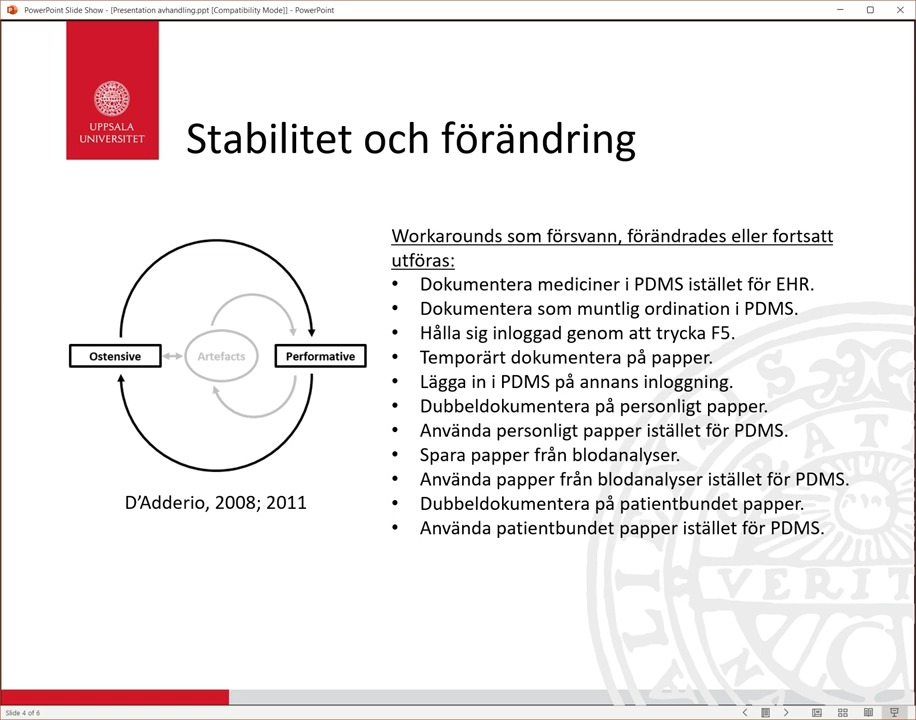 PowerPoint Slide Show - [Presentation avhandling.ppt [Compatibility Mode]] - PowerPoint
UPPSALA
UNIVERSITET
Stabilitet och förändring
Ostensive
Artefacts
Performative
D’Adderio, 2008; 2011
Workarounds som försvann, förändrades eller fortsatt
utföras:
• Dokumentera mediciner i PDMS istället för EHR.
• Dokumentera som muntlig ordination i PDMS.
• Hålla sig inloggad genom att trycka F5.
• Temporärt dokumentera på papper.
• Lägga in i PDMS på annans inloggning.
• Dubbeldokumentera på personligt papper.
• Använda personligt papper istället för PDMS.
• Spara papper från blodanalyser.
• Använda papper från blodanalyser istället för PDMS.
• Dubbeldokumentera på patientbundet papper.
• Använda patientbundet papper istället för PDMS.
VERIT
Slide 4 of 6